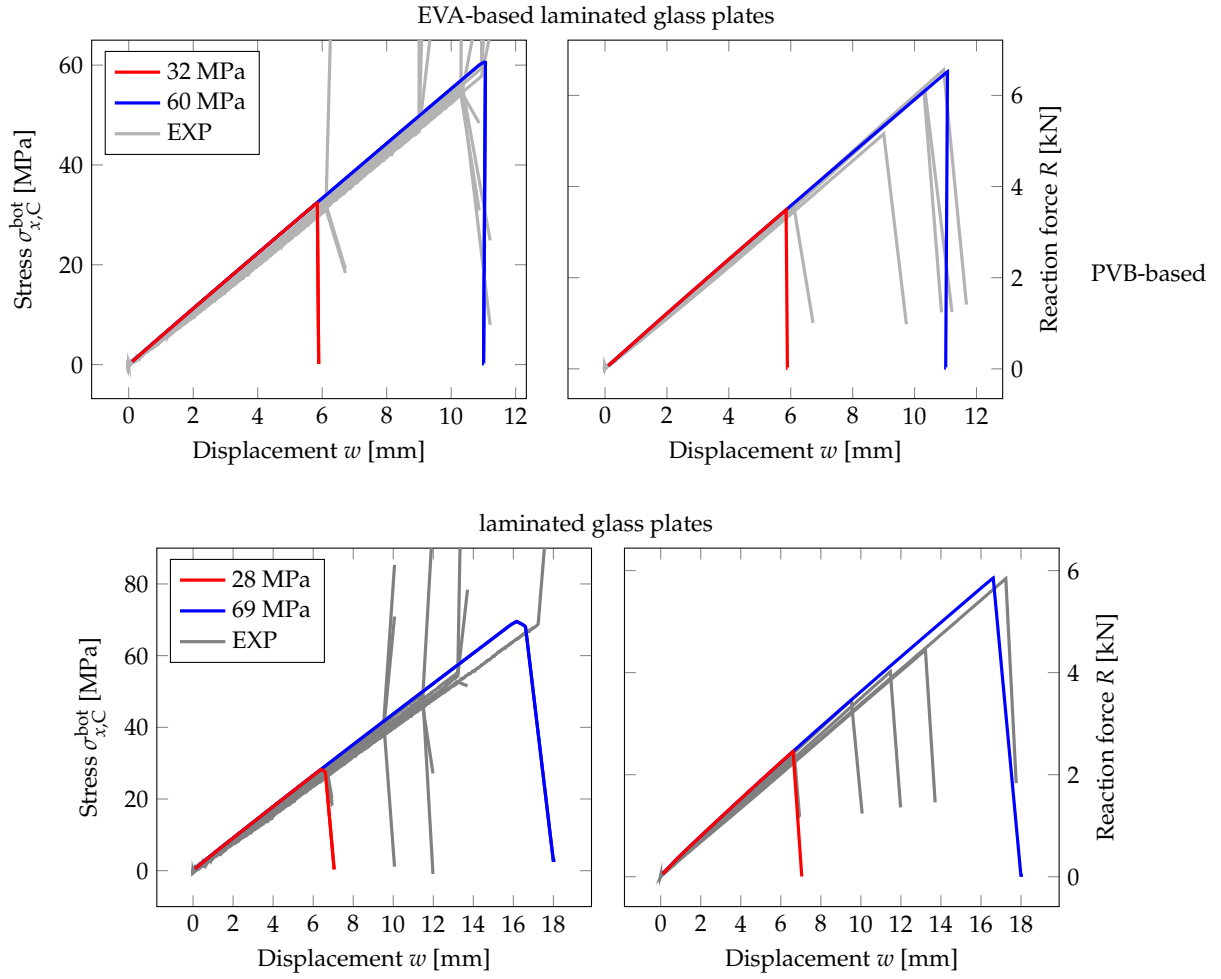 EVA-based laminated glass plates
32 MPa
60 MPa
EXP
Stress σ^bot_x,C [MPa]
0
20
40
60
0 2 4 6 8 10 12
Displacement w [mm]
0 2 4 6 8 10 12
Displacement w [mm]
0
2
4
6
Reaction force R [kN]
PVB-based
laminated glass plates
28 MPa
69 MPa
EXP
Stress σ^bot_x,C [MPa]
0
20
40
60
80
0 2 4 6 8 10 12 14 16 18
Displacement w [mm]
0 2 4 6 8 10 12 14 16 18
Displacement w [mm]
0
2
4
6
Reaction force R [kN]